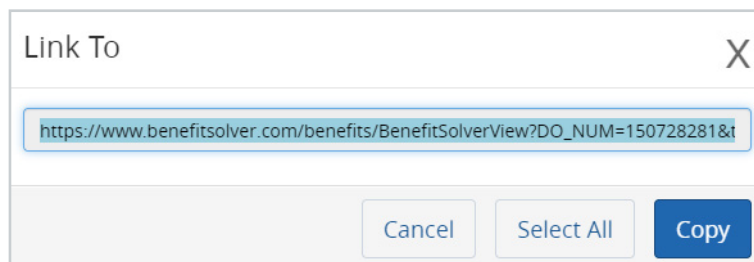 Link To
X
https://www.benefitsolver.com/benefits/BenefitSolverView?DO_NUM=150728281&t
Cancel Select All Copy